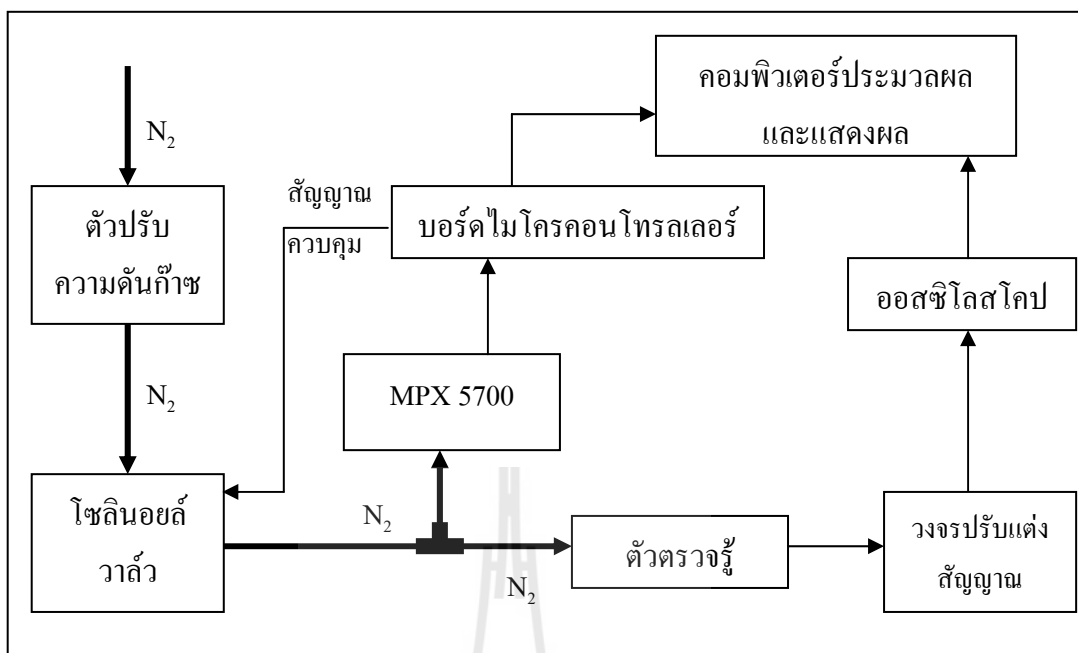 คอมพิวเตอร์ประมวลผล
และแสดงผล
N2
ตัวปรับ
ความดันก๊าซ
สัญญาณ
ควบคุม
บอร์ดไมโครคอนโทรลเลอร์
ออสซิโลสโคป
N2
MPX 5700
โซลินอยล์
วาล์ว
N2
N2
ตัวตรวจรู้
วงจรปรับแต่ง
สัญญาณ